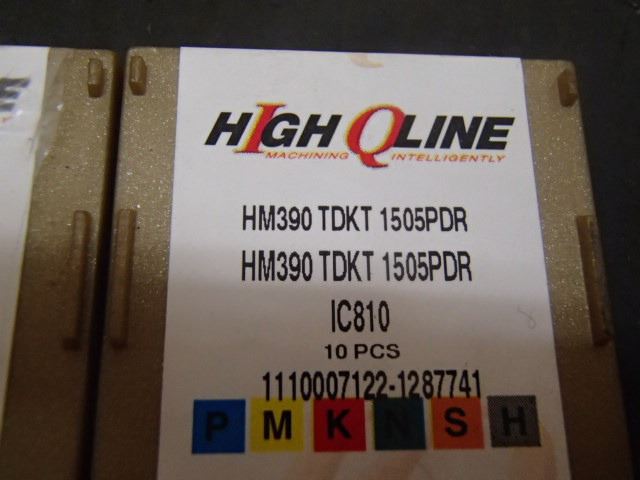 HIGH QLINE
MACHINING INTELLIGENTLY
HM390 TDKT 1505PDR
HM390 TDKT 1505PDR
IC810
10 PCS
1110007122-1287741
P M K N S H